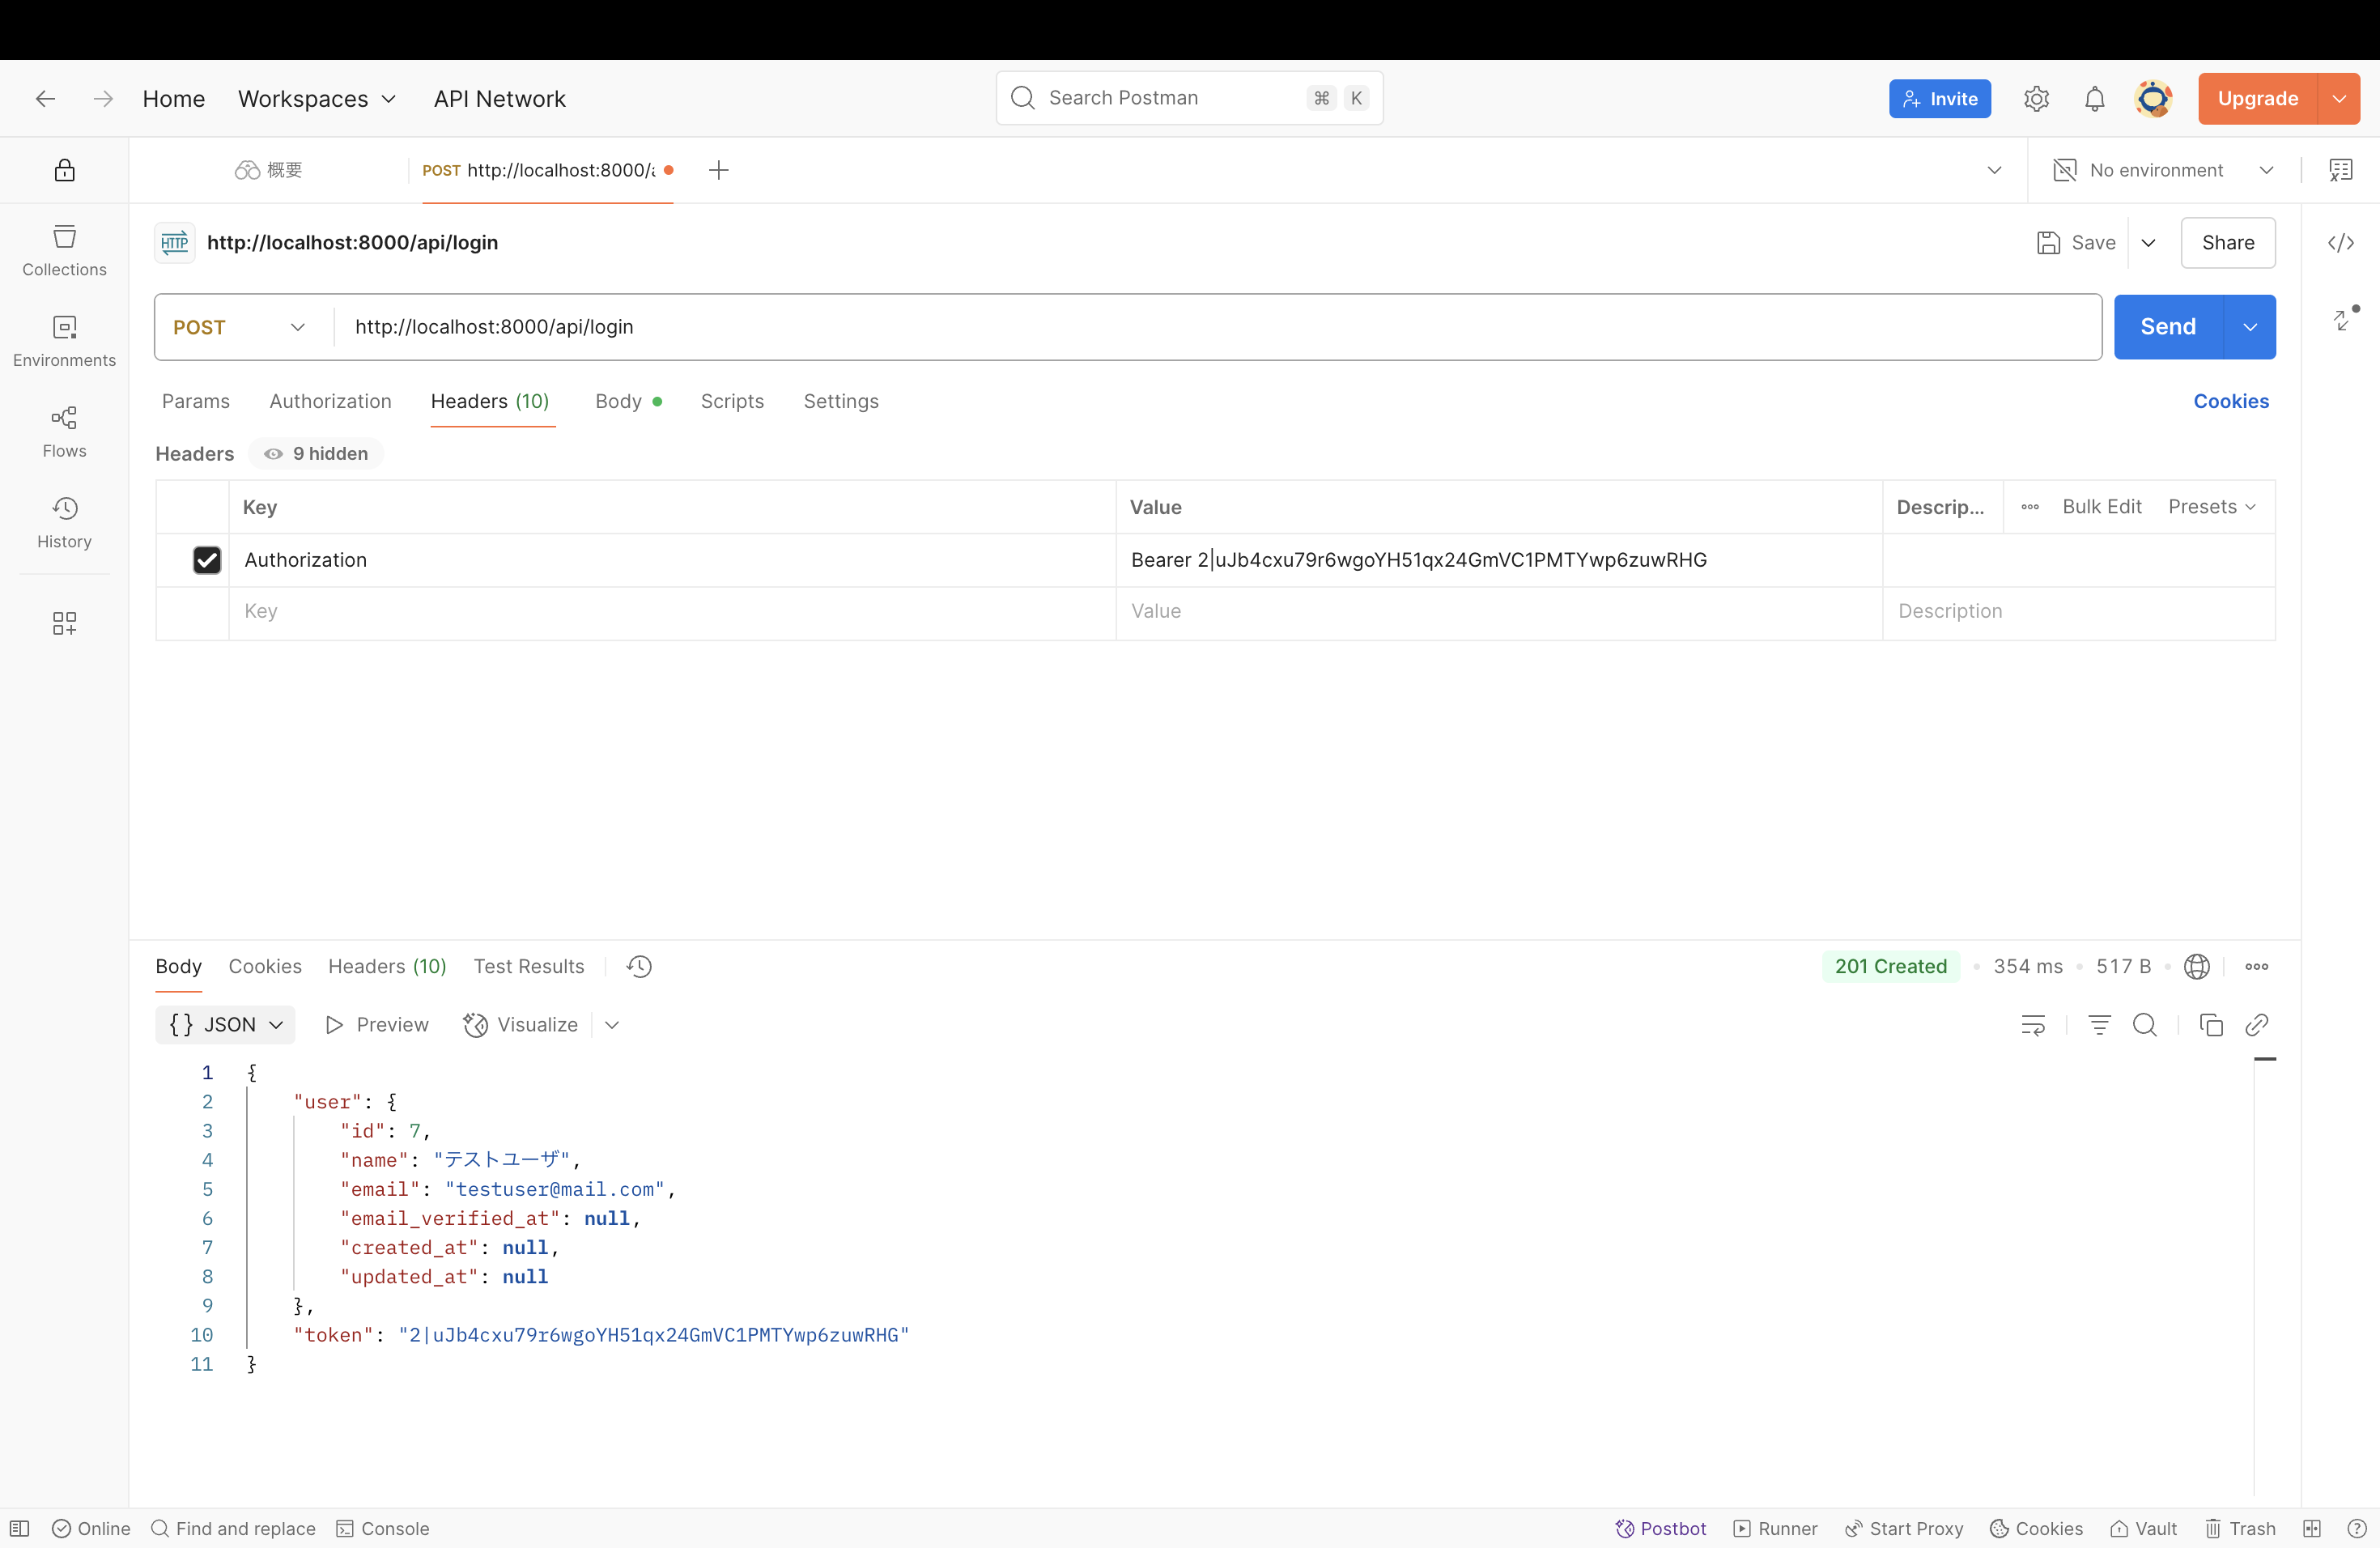 Home Workspaces API Network Search Postman ⌘ K Invite Upgrade
概要 POST http://localhost:8000/a No environment
HTTP http://localhost:8000/api/login Save Share
POST http://localhost:8000/api/login Send
Params Authorization Headers (10) Body Scripts Settings Cookies
Headers 9 hidden
Key Value Descrip... Bulk Edit Presets
Authorization Bearer 2|uJb4cxu79r6wgoYH51qx24GmVC1PMTYwp6zuwRHG
Key Value Description
Collections
Environments
Flows
History
Body Cookies Headers (10) Test Results 201 Created 354 ms 517 B
{} JSON Preview Visualize
1 {
2 "user": {
3 "id": 7,
4 "name": "テストユーザ",
5 "email": "testuser@mail.com",
6 "email_verified_at": null,
7 "created_at": null,
8 "updated_at": null
9 },
10 "token": "2|uJb4cxu79r6wgoYH51qx24GmVC1PMTYwp6zuwRHG"
11 }
Online Find and replace Console Postbot Runner Start Proxy Cookies Vault Trash